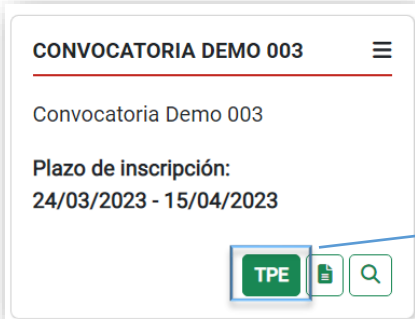 CONVOCATORIA DEMO 003
Convocatoria Demo 003
Plazo de inscripción:
24/03/2023 - 15/04/2023
TPE